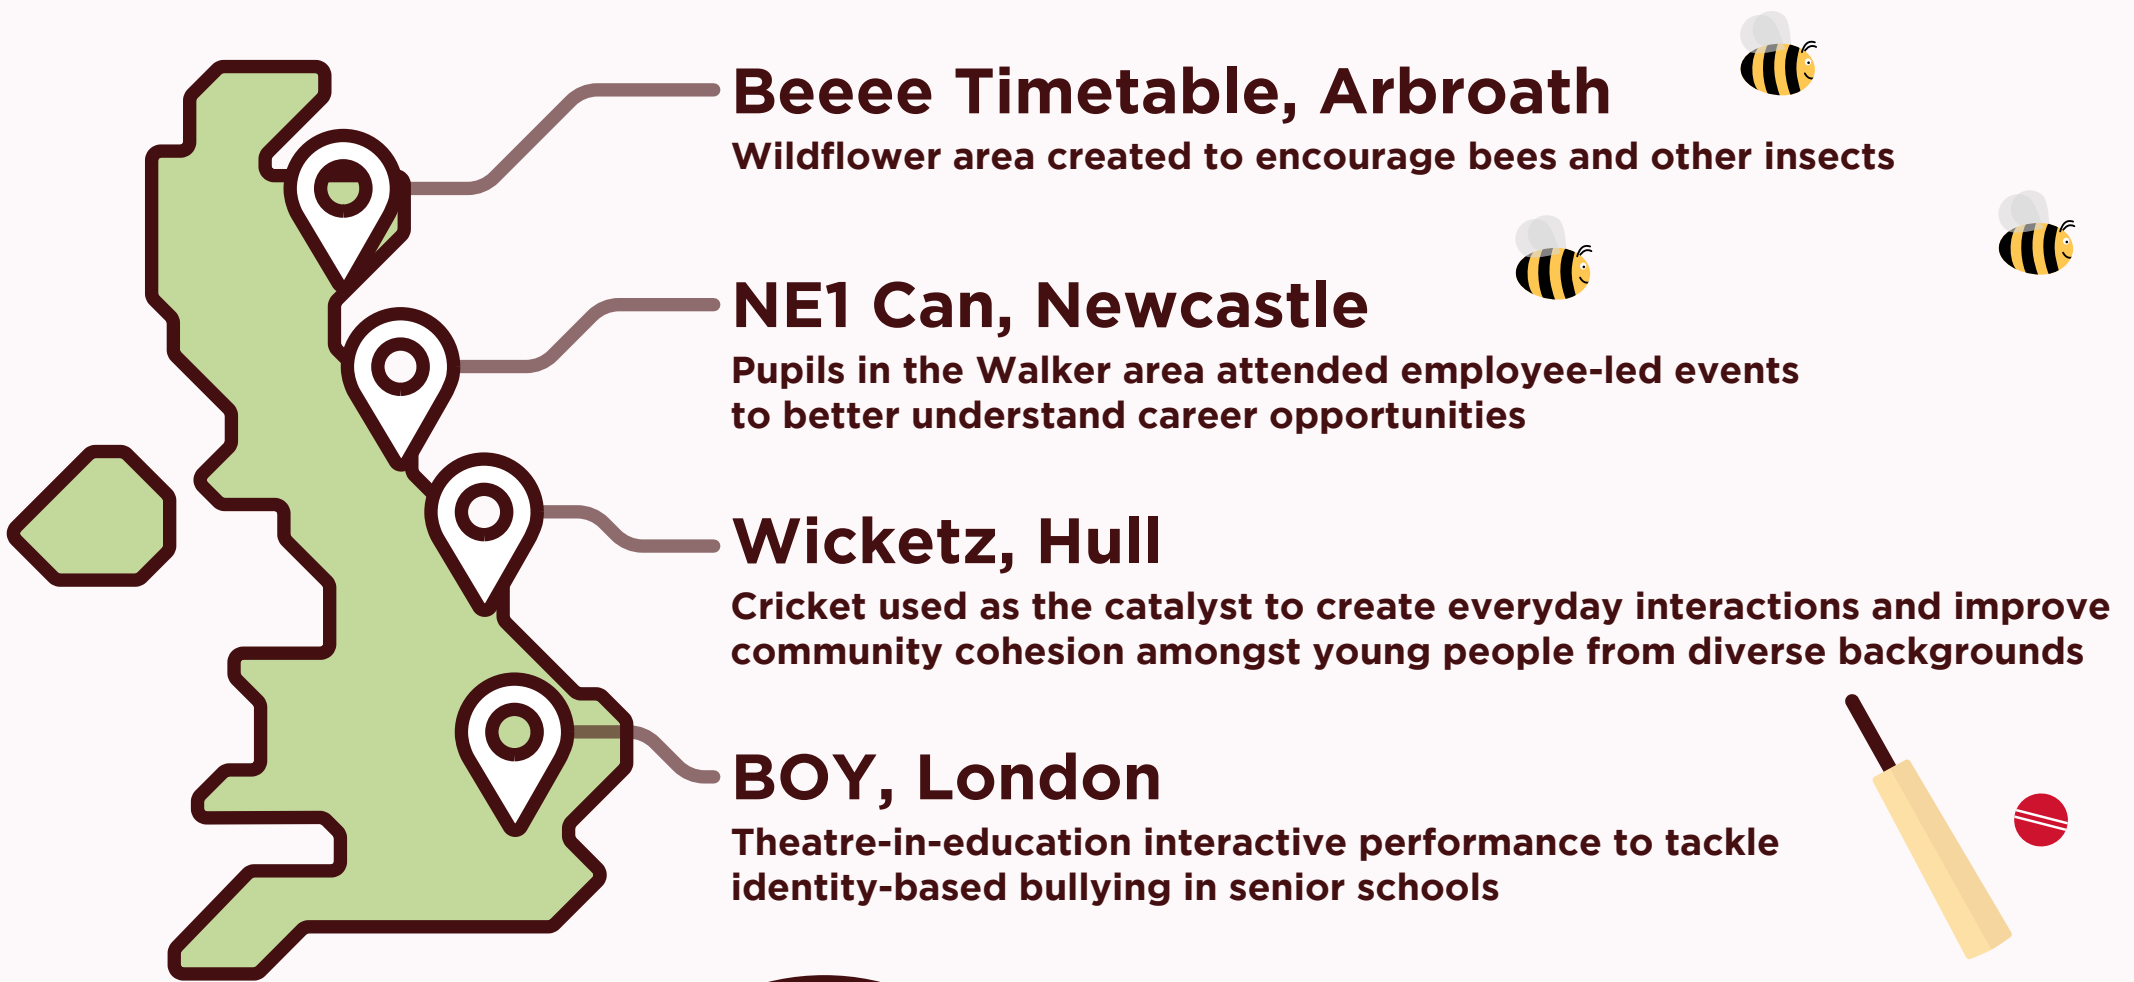 Beeee Timetable, Arbroath
Wildflower area created to encourage bees and other insects
NE1 Can, Newcastle
Pupils in the Walker area attended employee-led events
to better understand career opportunities
Wicketz, Hull
Cricket used as the catalyst to create everyday interactions and improve
community cohesion amongst young people from diverse backgrounds
BOY, London
Theatre-in-education interactive performance to tackle
identity-based bullying in senior schools